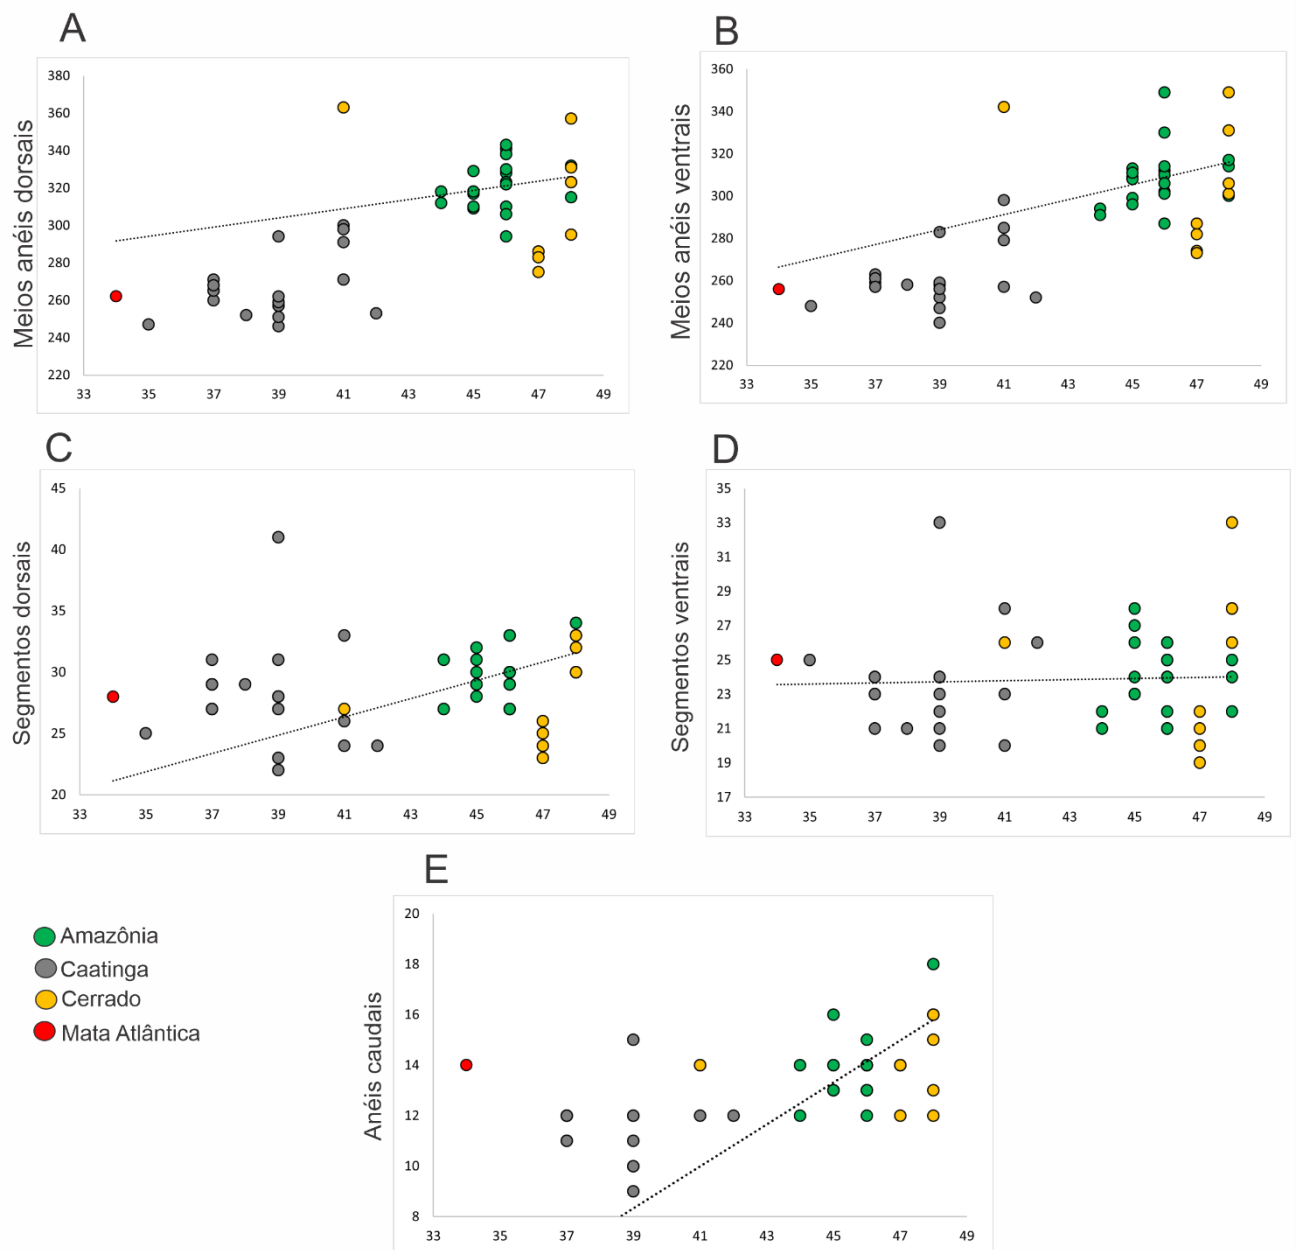 A
Meios anéis dorsais
380
360
340
320
300
280
260
240
220
33 35 37 39 41 43 45 47 49
B
Meios anéis ventrais
360
340
320
300
280
260
240
220
33 35 37 39 41 43 45 47 49
C
Segmentos dorsais
45
40
35
30
25
20
33 35 37 39 41 43 45 47 49
D
Segmentos ventrais
35
33
31
29
27
25
23
21
19
17
33 35 37 39 41 43 45 47 49
Amazônia
Caatinga
Cerrado
Mata Atlântica
E
Anéis caudais
20
18
16
14
12
10
8
33 35 37 39 41 43 45 47 49